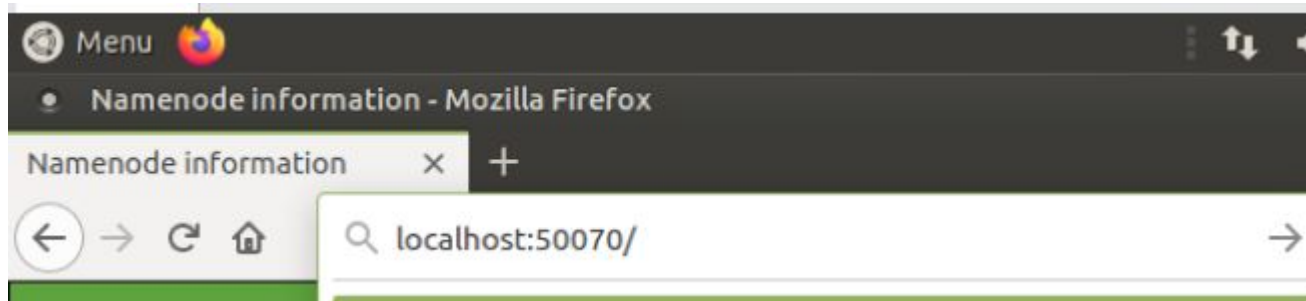 Menu
Namenode information - Mozilla Firefox
Namenode information
localhost:50070/